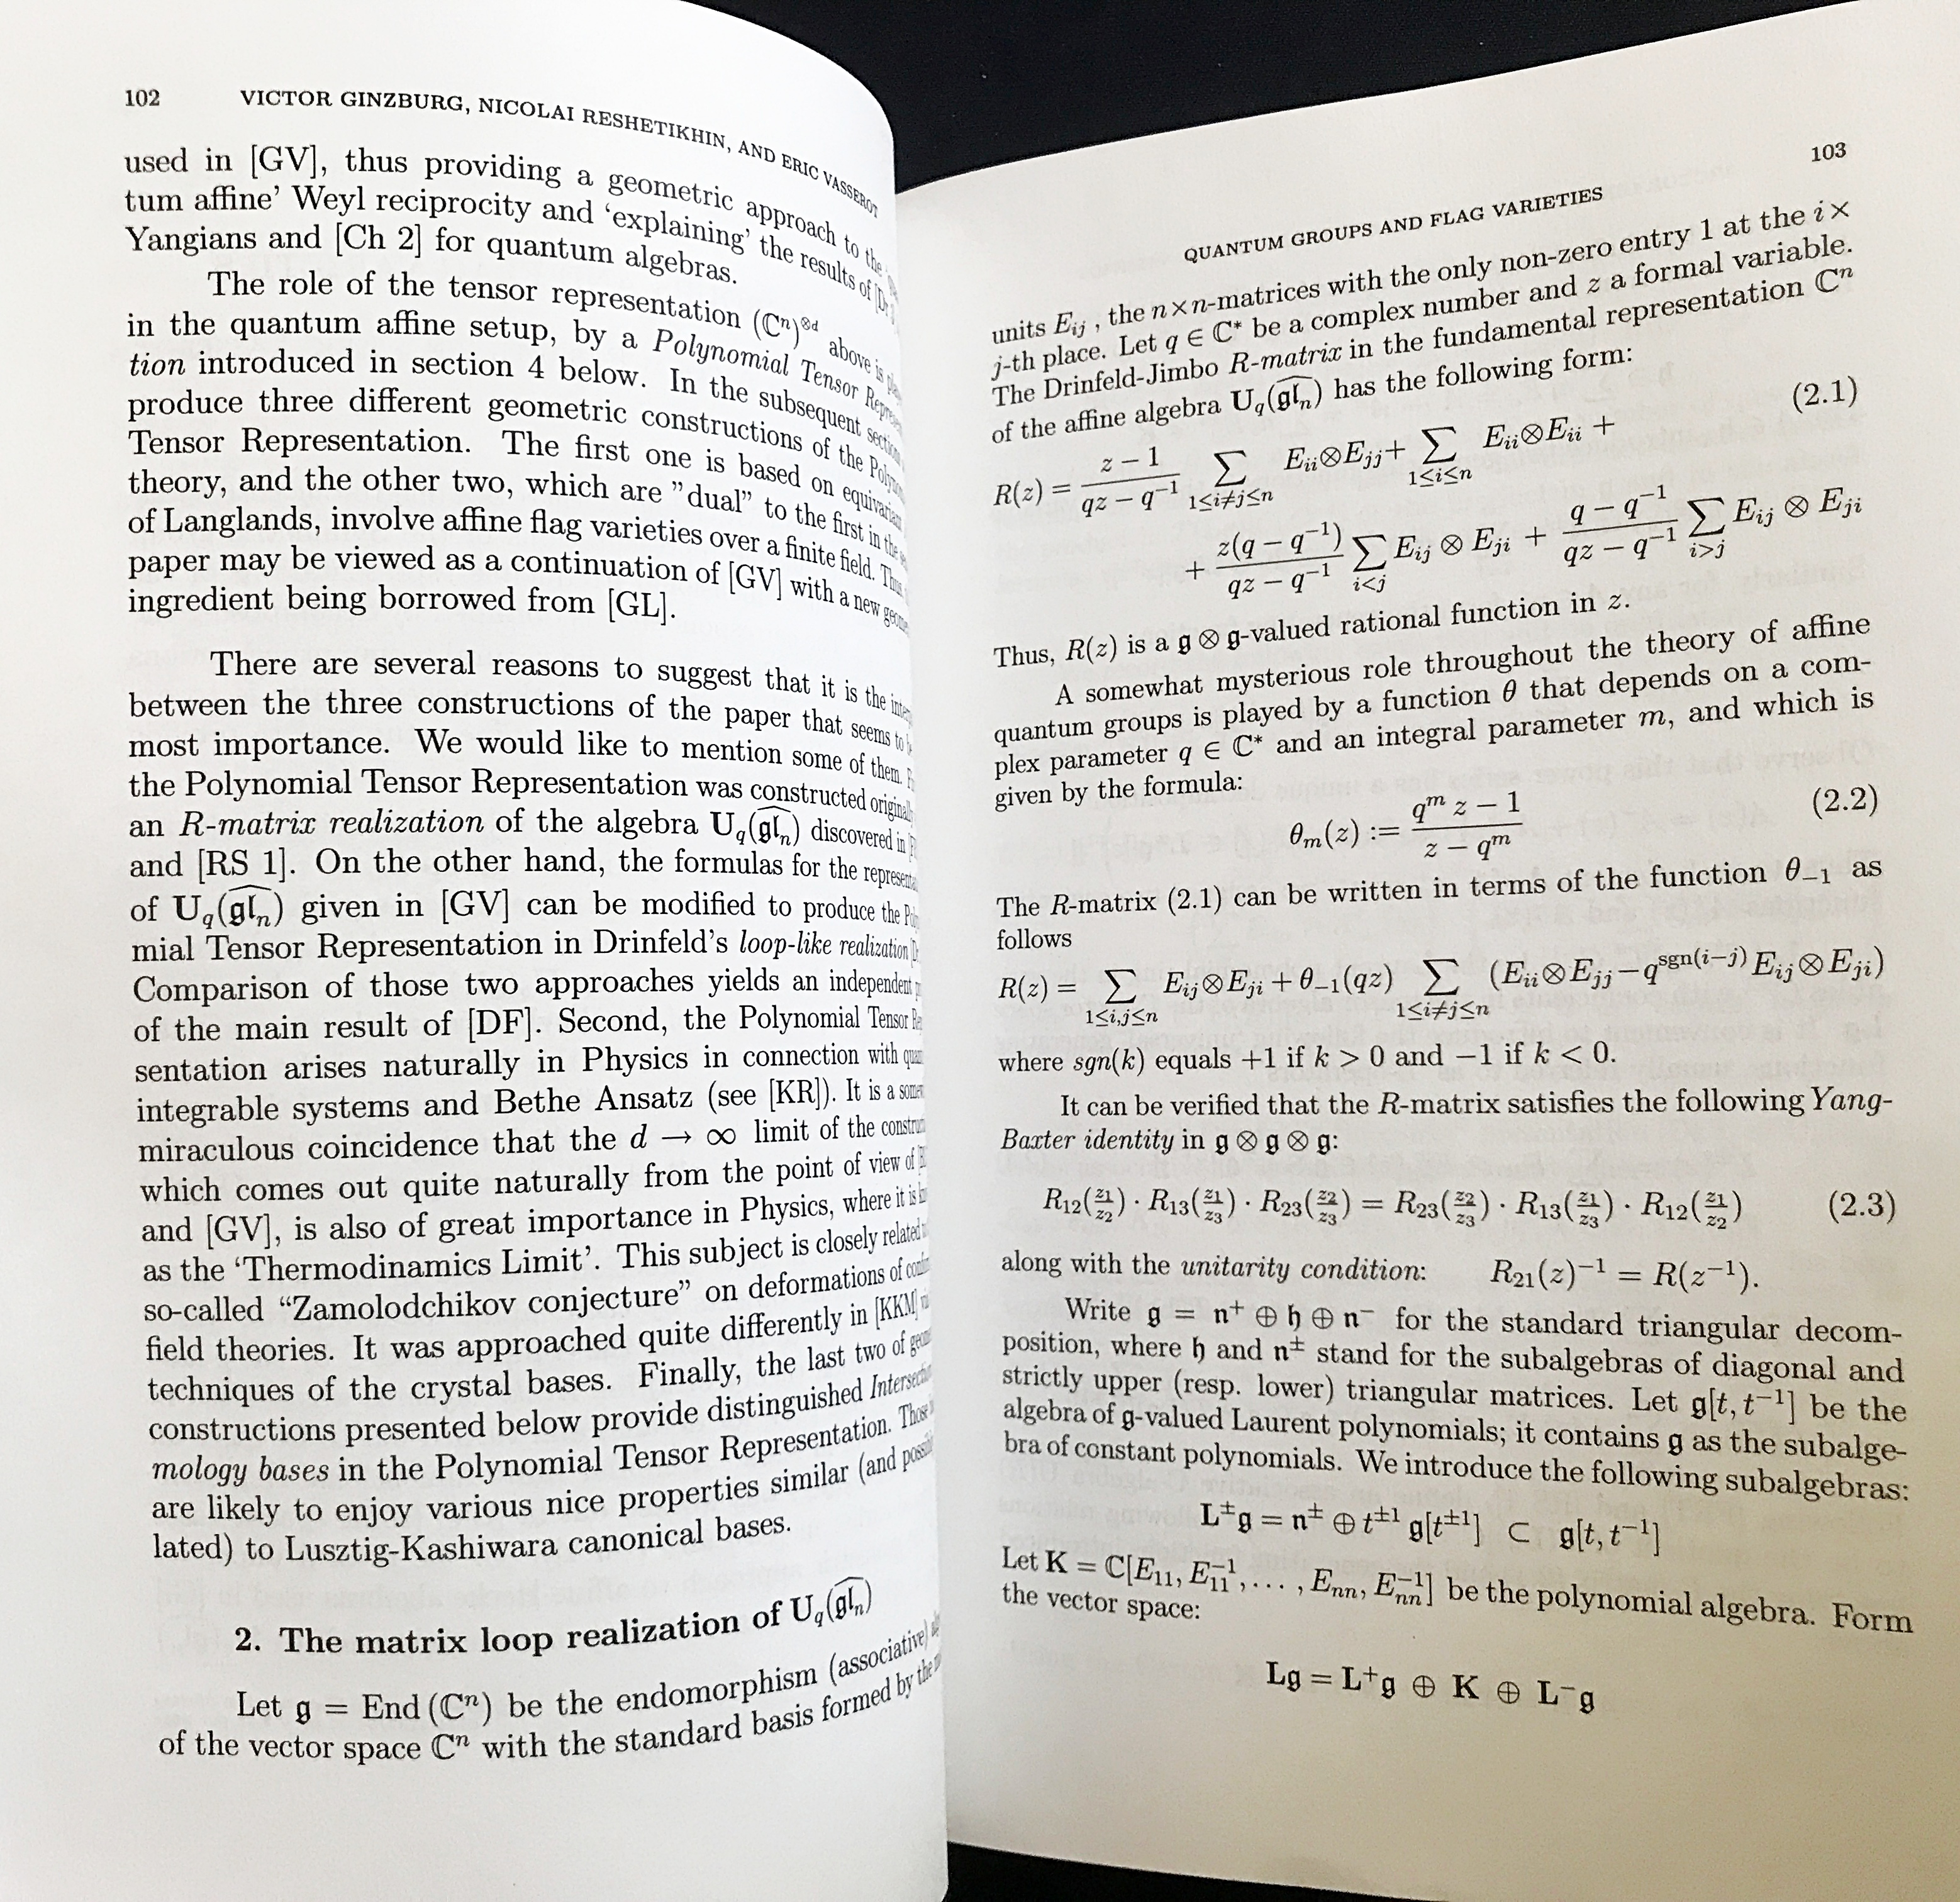 102 VICTOR GINZBURG, NICOLAI RESHETIKHIN, AND ERIC VASSEROT
used in [GV], thus providing a geometric approach to the
tum affine' Weyl reciprocity and 'explaining' the results of
Yangians and [Ch 2] for quantum algebras.
The role of the tensor representation (ℂⁿ)^{⊗d} above is
in the quantum affine setup, by a Polynomial Tensor
tion introduced in section 4 below. In the subsequent
produce three different geometric constructions of the
Tensor Representation. The first one is based on
theory, and the other two, which are "dual" to the first in the
of Langlands, involve affine flag varieties over a finite field.
paper may be viewed as a continuation of [GV] with a new
ingredient being borrowed from [GL].
There are several reasons to suggest that it is the
between the three constructions of the paper that seems to
most importance. We would like to mention some of them.
the Polynomial Tensor Representation was constructed
an R-matrix realization of the algebra U_q(\widehat{𝔤𝔩_n}) discovered in
and [RS 1]. On the other hand, the formulas for the
of U_q(\widehat{𝔤𝔩_n}) given in [GV] can be modified to produce the
mial Tensor Representation in Drinfeld's loop-like realization
Comparison of those two approaches yields an independent
of the main result of [DF]. Second, the Polynomial Tensor
sentation arises naturally in Physics in connection with
integrable systems and Bethe Ansatz (see [KR]). It is a
miraculous coincidence that the d → ∞ limit of the
which comes out quite naturally from the point of view of
and [GV], is also of great importance in Physics, where it is
as the 'Thermodinamics Limit'. This subject is closely related
so-called "Zamolodchikov conjecture" on deformations of
field theories. It was approached quite differently in [KKM]
techniques of the crystal bases. Finally, the last two of
constructions presented below provide distinguished
mology bases in the Polynomial Tensor Representation.
are likely to enjoy various nice properties similar (and
lated) to Lusztig-Kashiwara canonical bases.
2. The matrix loop realization of U_q(\widehat{𝔤𝔩_n})
Let 𝔤 = End (ℂⁿ) be the endomorphism (associative)
of the vector space ℂⁿ with the standard basis formed by the
QUANTUM GROUPS AND FLAG VARIETIES 103
units E_{ij} , the n×n-matrices with the only non-zero entry 1 at the i ×
j-th place. Let q ∈ ℂ* be a complex number and z a formal variable.
The Drinfeld-Jimbo R-matrix in the fundamental representation ℂⁿ
of the affine algebra U_q(\widehat{𝔤𝔩_n}) has the following form:
(2.1)
R(z) = \frac{z − 1}{qz − q^{−1}} ∑_{1≤i≠j≤n} E_{ii}⊗E_{jj} + ∑_{1≤i≤n} E_{ii}⊗E_{ii} +
+ \frac{z(q − q^{−1})}{qz − q^{−1}} ∑_{i<j} E_{ij} ⊗ E_{ji} + \frac{q − q^{−1}}{qz − q^{−1}} ∑_{i>j} E_{ij} ⊗ E_{ji}
Thus, R(z) is a 𝔤 ⊗ 𝔤-valued rational function in z.
A somewhat mysterious role throughout the theory of affine
quantum groups is played by a function θ that depends on a com-
plex parameter q ∈ ℂ* and an integral parameter m, and which is
given by the formula:
θ_m(z) := \frac{q^m z − 1}{z − q^m} (2.2)
The R-matrix (2.1) can be written in terms of the function θ_{−1} as
follows
R(z) = ∑_{1≤i,j≤n} E_{ij}⊗E_{ji} + θ_{−1}(qz) ∑_{1≤i≠j≤n} (E_{ii}⊗E_{jj}−q^{sgn(i−j)}E_{ij}⊗E_{ji})
where sgn(k) equals +1 if k > 0 and −1 if k < 0.
It can be verified that the R-matrix satisfies the following Yang-
Baxter identity in 𝔤 ⊗ 𝔤 ⊗ 𝔤:
R_{12}(\frac{z_1}{z_2}) · R_{13}(\frac{z_1}{z_3}) · R_{23}(\frac{z_2}{z_3}) = R_{23}(\frac{z_2}{z_3}) · R_{13}(\frac{z_1}{z_3}) · R_{12}(\frac{z_1}{z_2}) (2.3)
along with the unitarity condition: R_{21}(z)^{−1} = R(z^{−1}).
Write 𝔤 = 𝔫⁺ ⊕ 𝔥 ⊕ 𝔫⁻ for the standard triangular decom-
position, where 𝔥 and 𝔫^± stand for the subalgebras of diagonal and
strictly upper (resp. lower) triangular matrices. Let 𝔤[t, t^{−1}] be the
algebra of 𝔤-valued Laurent polynomials; it contains 𝔤 as the subalge-
bra of constant polynomials. We introduce the following subalgebras:
L^±𝔤 = 𝔫^± ⊕ t^{±1} 𝔤[t^{±1}] ⊂ 𝔤[t, t^{−1}]
Let K = ℂ[E_{11}, E_{11}^{−1}, … , E_{nn}, E_{nn}^{−1}] be the polynomial algebra. Form
the vector space:
L𝔤 = L⁺𝔤 ⊕ K ⊕ L⁻𝔤